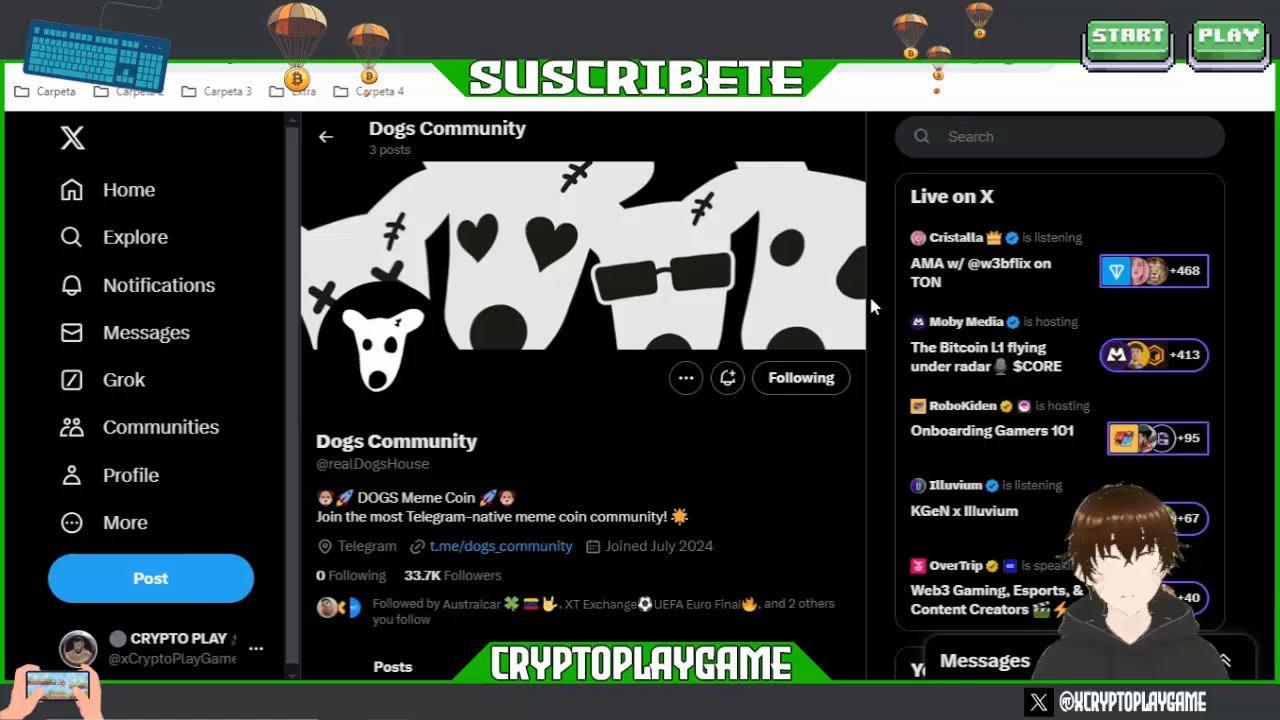 START
PLAY
SUSCRIBETE
Carpeta
Carpeta 3
Extra
Carpeta 4
Dogs Community
3 posts
Search
Home
Explore
Notifications
Messages
Grok
Communities
Profile
More
Post
CRYPTO PLAY
@xCryptoPlayGame
Following
Dogs Community
@realDogsHouse
🐶🚀 DOGS Meme Coin 🚀🐶
Join the most Telegram-native meme coin community! 🌟
Telegram t.me/dogs_community Joined July 2024
0 Following 33.7K Followers
Followed by Australcar 🍀 🇻🇪 🤟, XT Exchange⚽UEFA Euro Final🔥, and 2 others
you follow
Posts
Live on X
Cristalla 👑 is listening
AMA w/ @w3bflix on
TON
+468
Moby Media is hosting
The Bitcoin L1 flying
under radar🎙️ $CORE
+413
RoboKiden is hosting
Onboarding Gamers 101
+95
Illuvium is listening
KGeN x Illuvium
+67
OverTrip is
Web3 Gaming, Esports, &
Content Creators 🎬⚡
+40
Messages
CRYPTOPLAYGAME
@XCRYPTOPLAYGAME